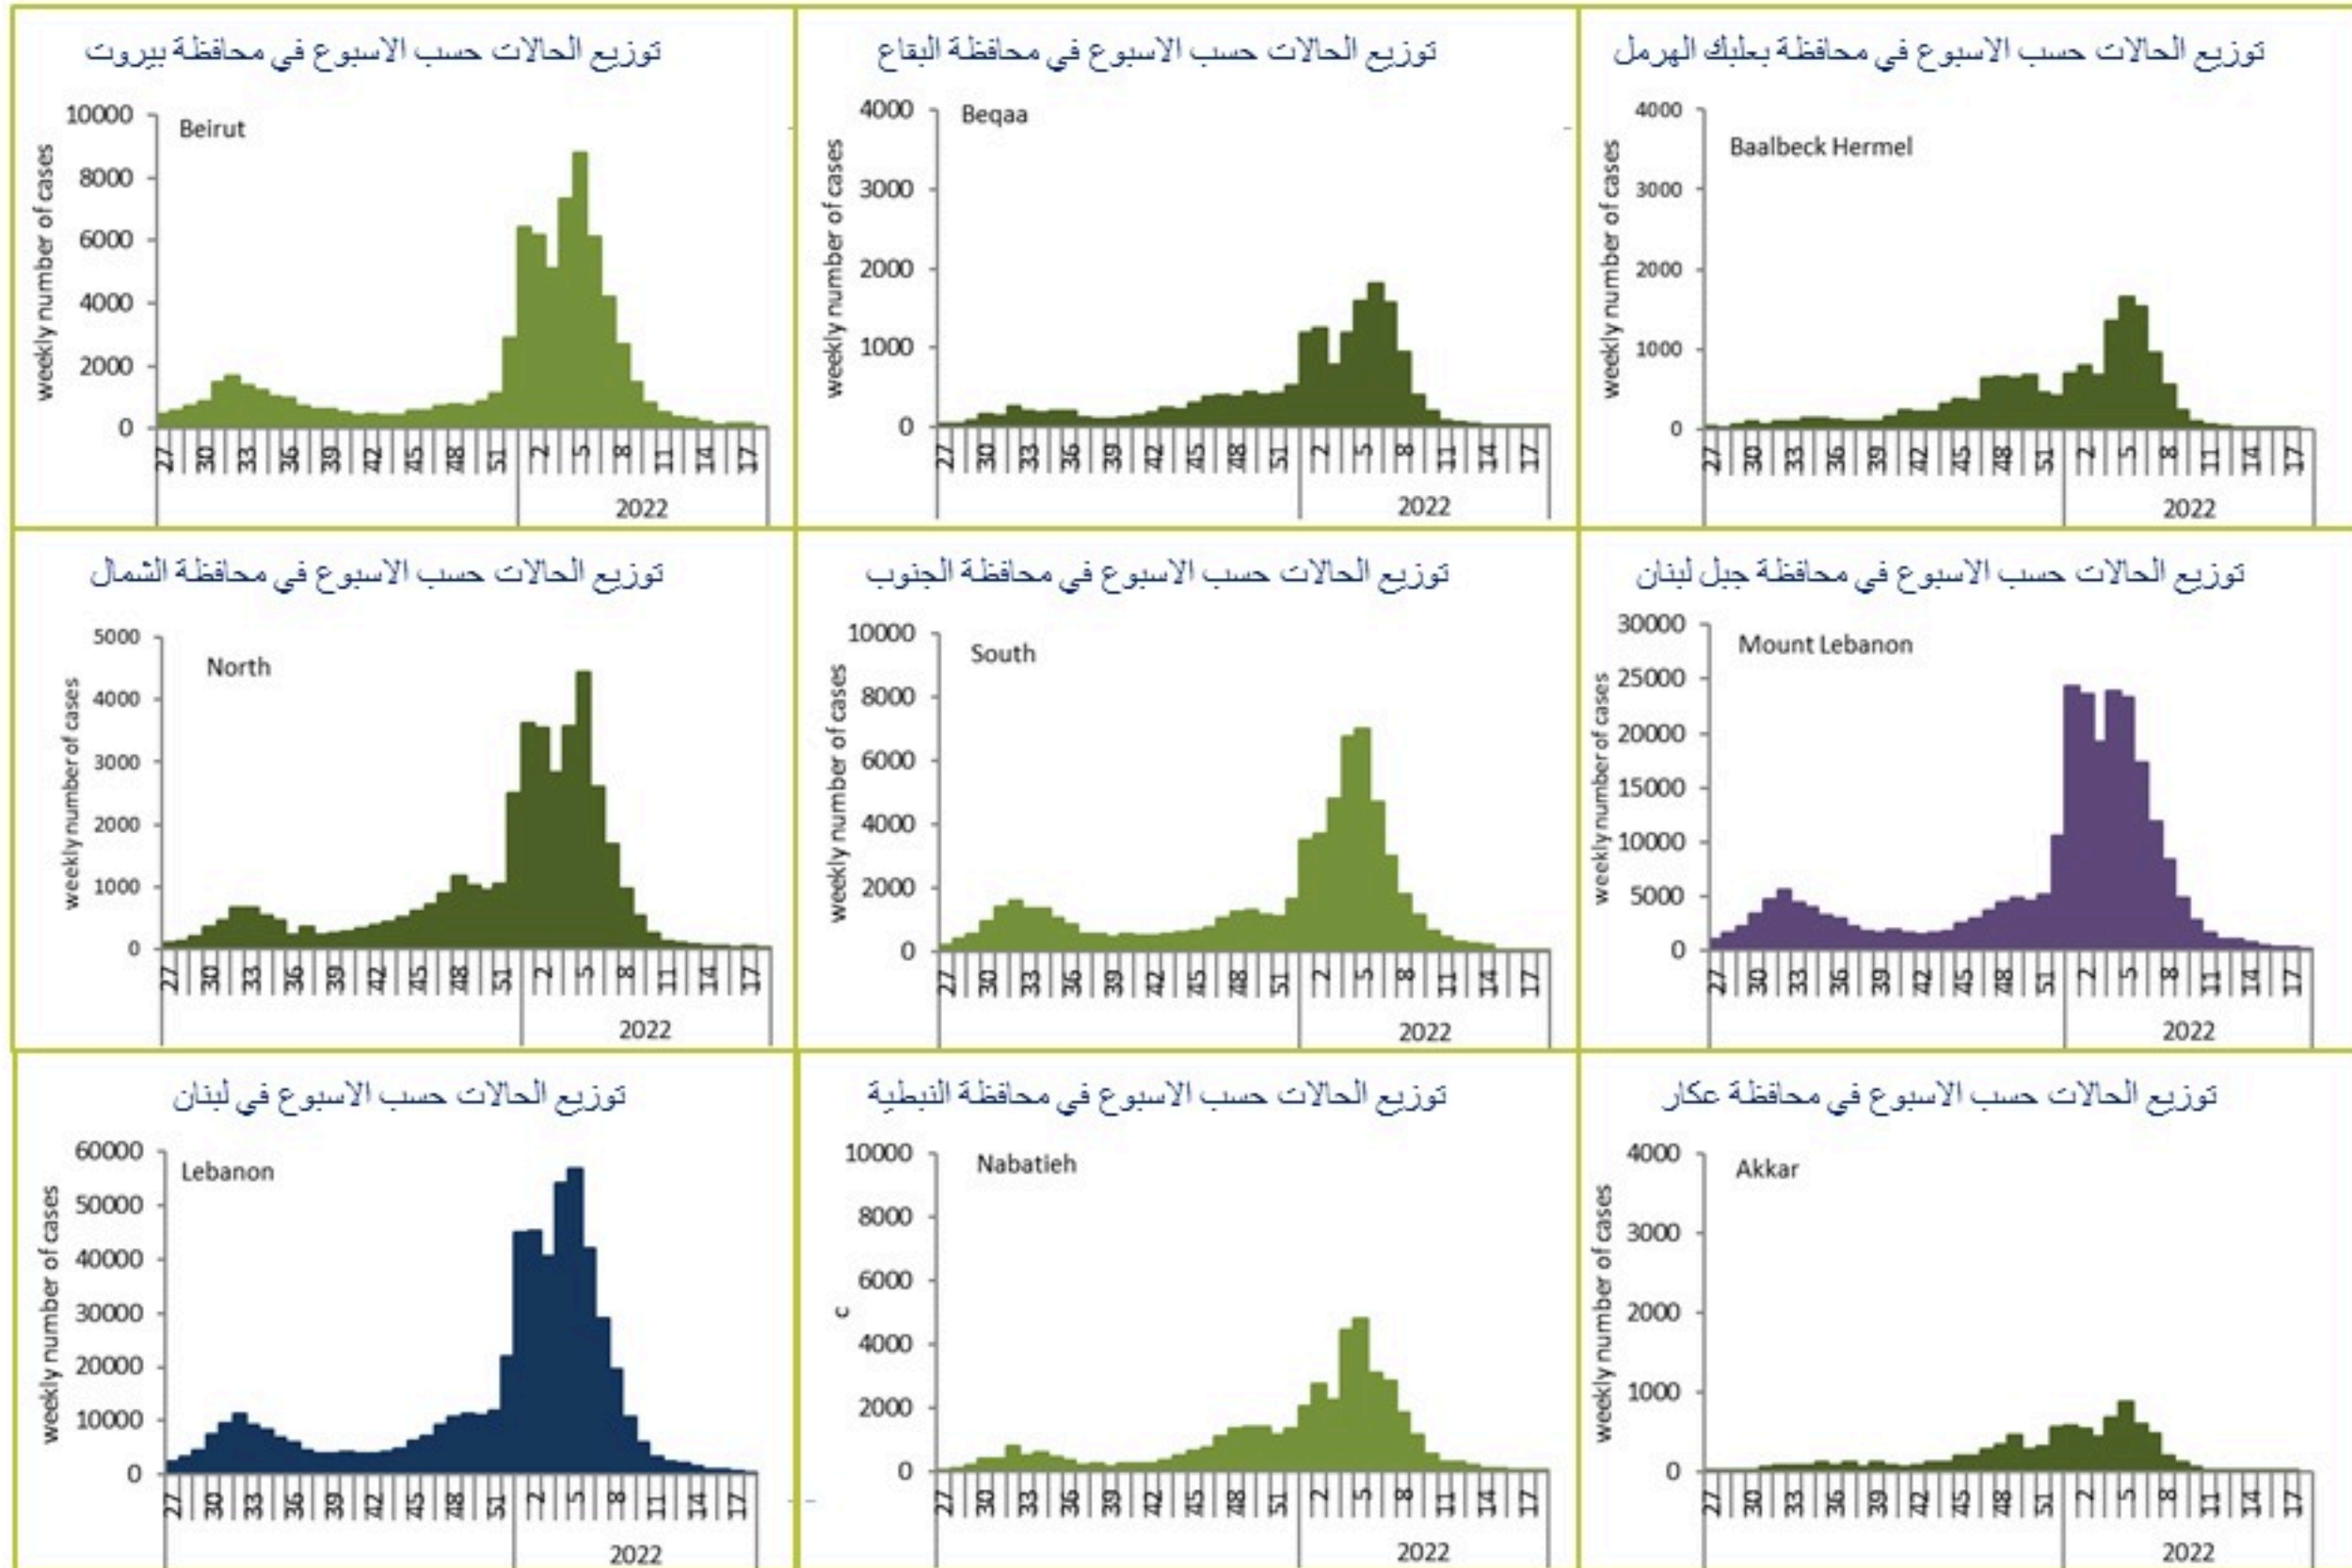 توزيع الحالات حسب الاسبوع في محافظة بيروت
Beirut
weekly number of cases
10000
8000
6000
4000
2000
0
27 30 33 36 39 42 45 48 51 2 5 8 11 14 17
2022
توزيع الحالات حسب الاسبوع في محافظة البقاع
Beqaa
weekly number of cases
4000
3000
2000
1000
0
27 30 33 36 39 42 45 48 51 2 5 8 11 14 17
2022
توزيع الحالات حسب الاسبوع في محافظة بعلبك الهرمل
Baalbeck Hermel
weekly number of cases
4000
3000
2000
1000
0
27 30 33 36 39 42 45 48 51 2 5 8 11 14 17
2022
توزيع الحالات حسب الاسبوع في محافظة الشمال
North
weekly number of cases
5000
4000
3000
2000
1000
0
27 30 33 36 39 42 45 48 51 2 5 8 11 14 17
2022
توزيع الحالات حسب الاسبوع في محافظة الجنوب
South
weekly number of cases
10000
8000
6000
4000
2000
0
27 30 33 36 39 42 45 48 51 2 5 8 11 14 17
2022
توزيع الحالات حسب الاسبوع في محافظة جبل لبنان
Mount Lebanon
weekly number of cases
30000
25000
20000
15000
10000
5000
0
27 30 33 36 39 42 45 48 51 2 5 8 11 14 17
2022
توزيع الحالات حسب الاسبوع في لبنان
Lebanon
weekly number of cases
60000
50000
40000
30000
20000
10000
0
27 30 33 36 39 42 45 48 51 2 5 8 11 14 17
2022
توزيع الحالات حسب الاسبوع في محافظة النبطية
Nabatieh
c
10000
8000
6000
4000
2000
0
27 30 33 36 39 42 45 48 51 2 5 8 11 14 17
2022
توزيع الحالات حسب الاسبوع في محافظة عكار
Akkar
weekly number of cases
4000
3000
2000
1000
0
27 30 33 36 39 42 45 48 51 2 5 8 11 14 17
2022